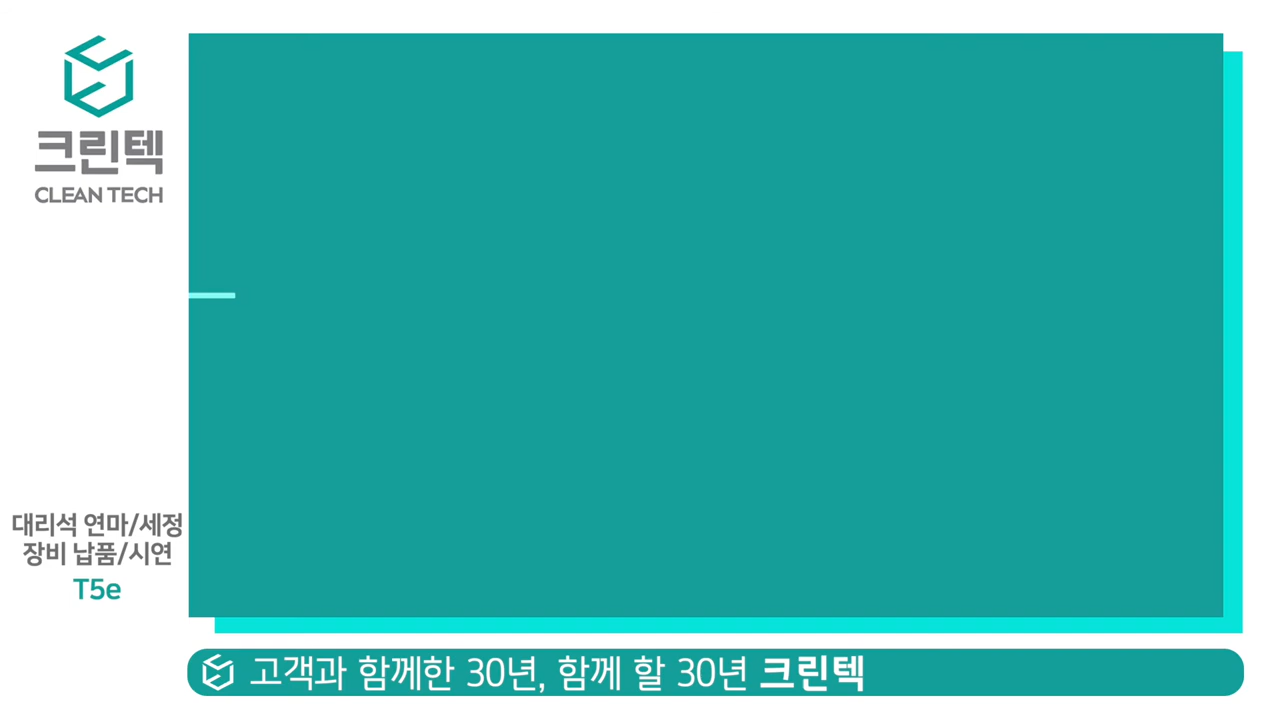 크린텍
CLEAN TECH
대리석 연마/세정
장비 납품/시연
T5e
고객과 함께한 30년, 함께 할 30년 크린텍